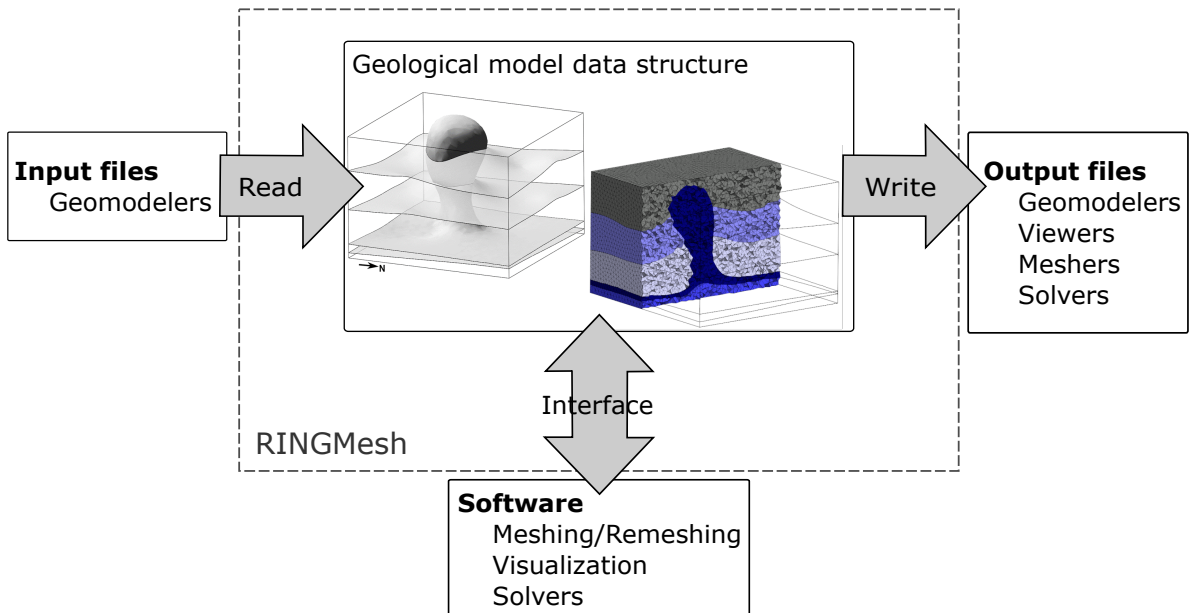 Geological model data structure
Input files
Geomodelers
Read
N
Write
Output files
Geomodelers
Viewers
Meshers
Solvers
Interface
RINGMesh
Software
Meshing/Remeshing
Visualization
Solvers